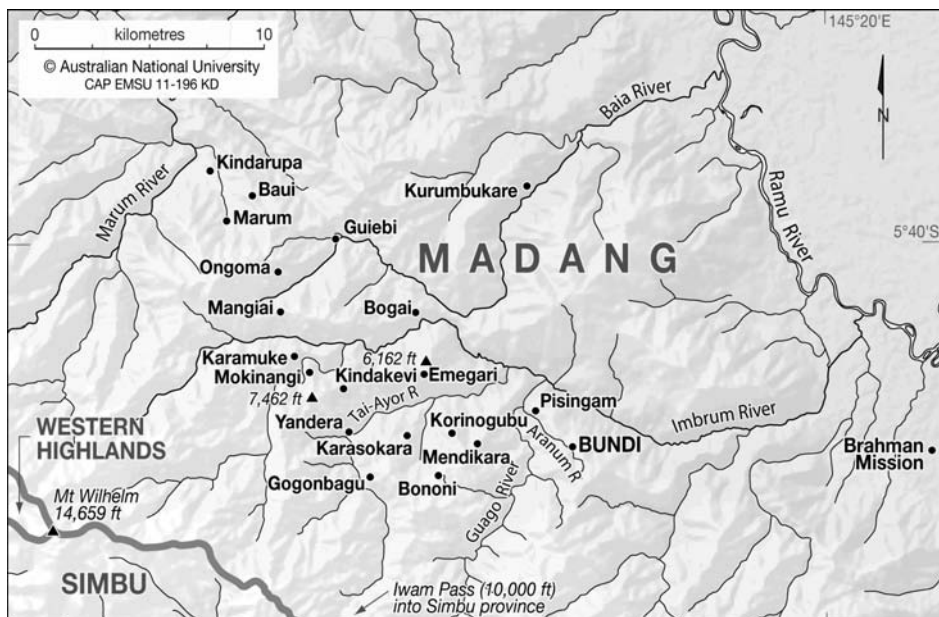 0 kilometres 10
© Australian National University
CAP EMSU 11-196 KD
145°20'E
N
Baia River
Kindarupa
Baui
Marum
Marum River
Kurumbukare
Ramu River
Guiebi
5°40'S
MADANG
Ongoma
Mangiai
Bogai
Karamuke
6,162 ft
Mokinangi
Kindakevi
Emegari
7,462 ft
Tai-Ayor R
Pisingam
Imbrum River
Yandera
Korinogubu
Karasokara
Mendikara
Aranum R
BUNDI
Brahman
Mission
WESTERN
HIGHLANDS
Gogonbagu
Bononi
Guago River
Mt Wilhelm
14,659 ft
SIMBU
Iwam Pass (10,000 ft)
into Simbu province